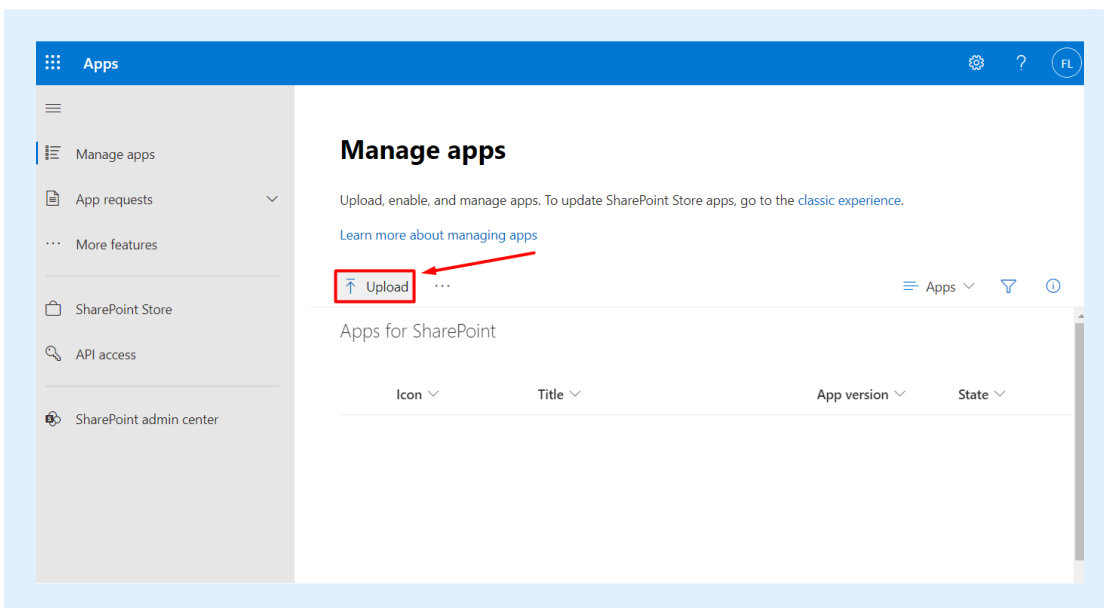 Apps
?
FL
Manage apps
App requests
More features
SharePoint Store
API access
SharePoint admin center
Manage apps
Upload, enable, and manage apps. To update SharePoint Store apps, go to the classic experience.
Learn more about managing apps
Upload ...
Apps
Apps for SharePoint
Icon Title App version State